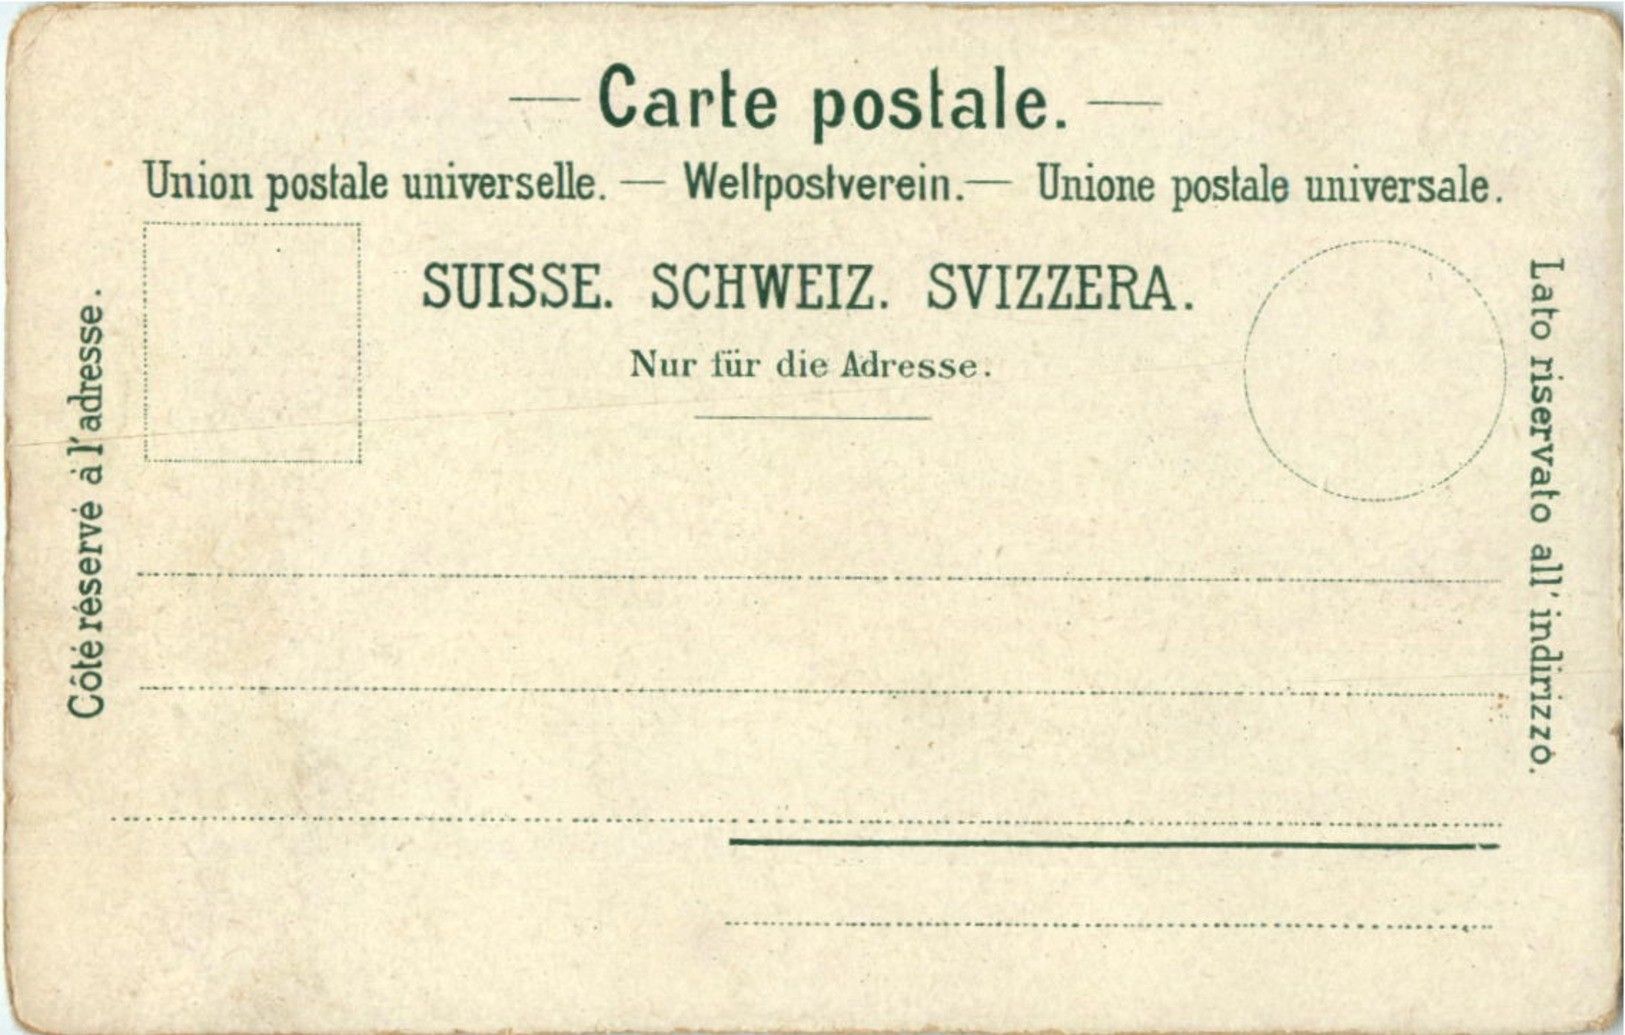 — Carte postale. —
Union postale universelle. — Weltpostverein. — Unione postale universale.
SUISSE. SCHWEIZ. SVIZZERA.
Nur für die Adresse.
Côté réservé à l'adresse.
Lato riservato all' indirizzo.